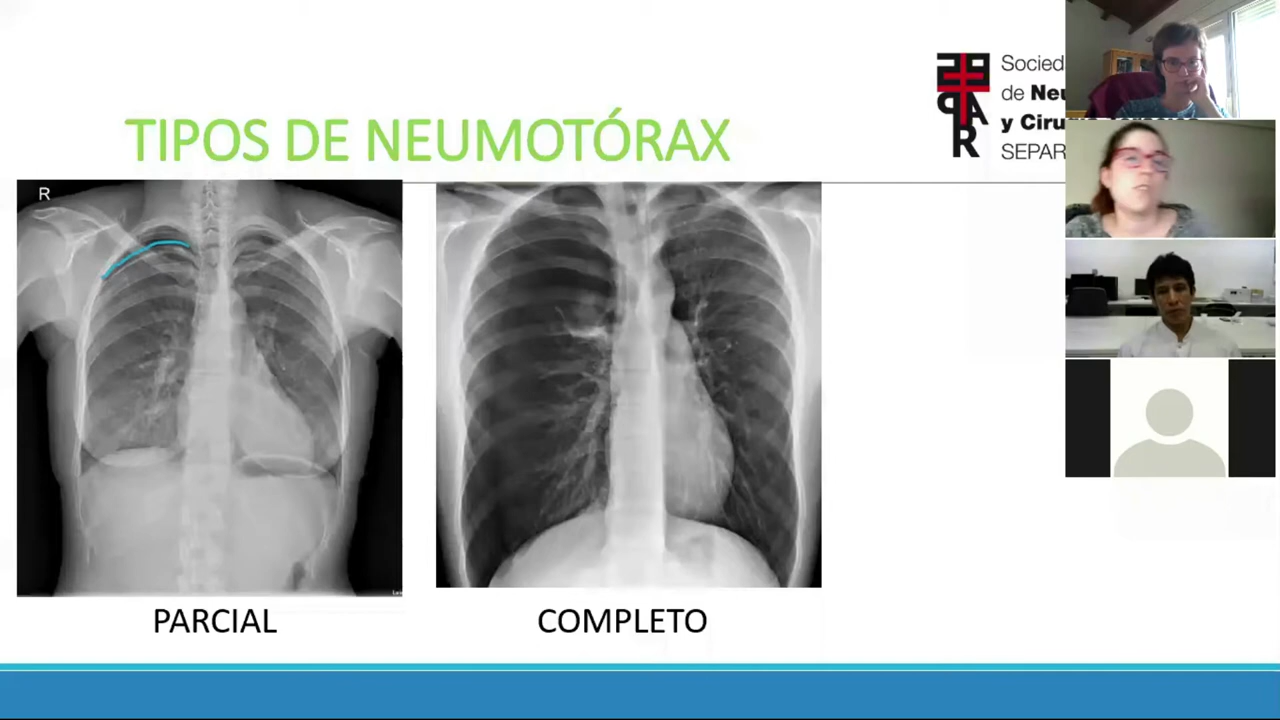 TIPOS DE NEUMOTÓRAX
Socied
de Neu
y Ciru
SEPAR
R
PARCIAL
COMPLETO